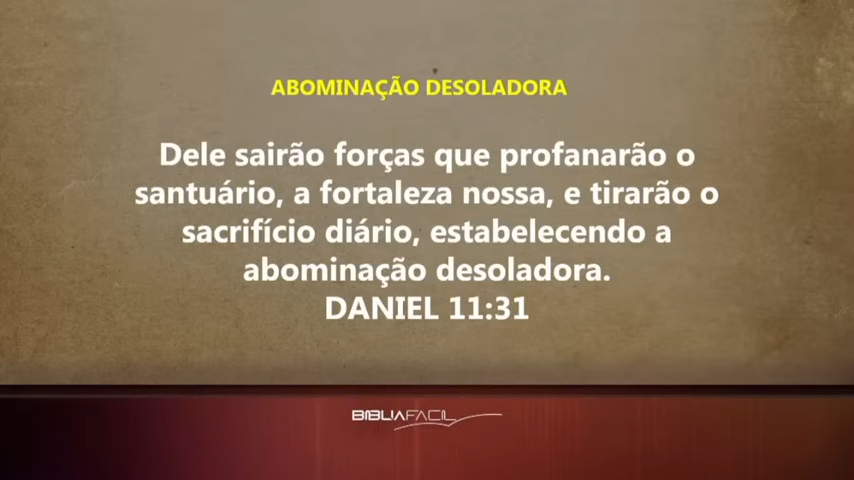 ABOMINAÇÃO DESOLADORA
Dele sairão forças que profanarão o
santuário, a fortaleza nossa, e tirarão o
sacrifício diário, estabelecendo a
abominação desoladora.
DANIEL 11:31
BIBLIAFACIL